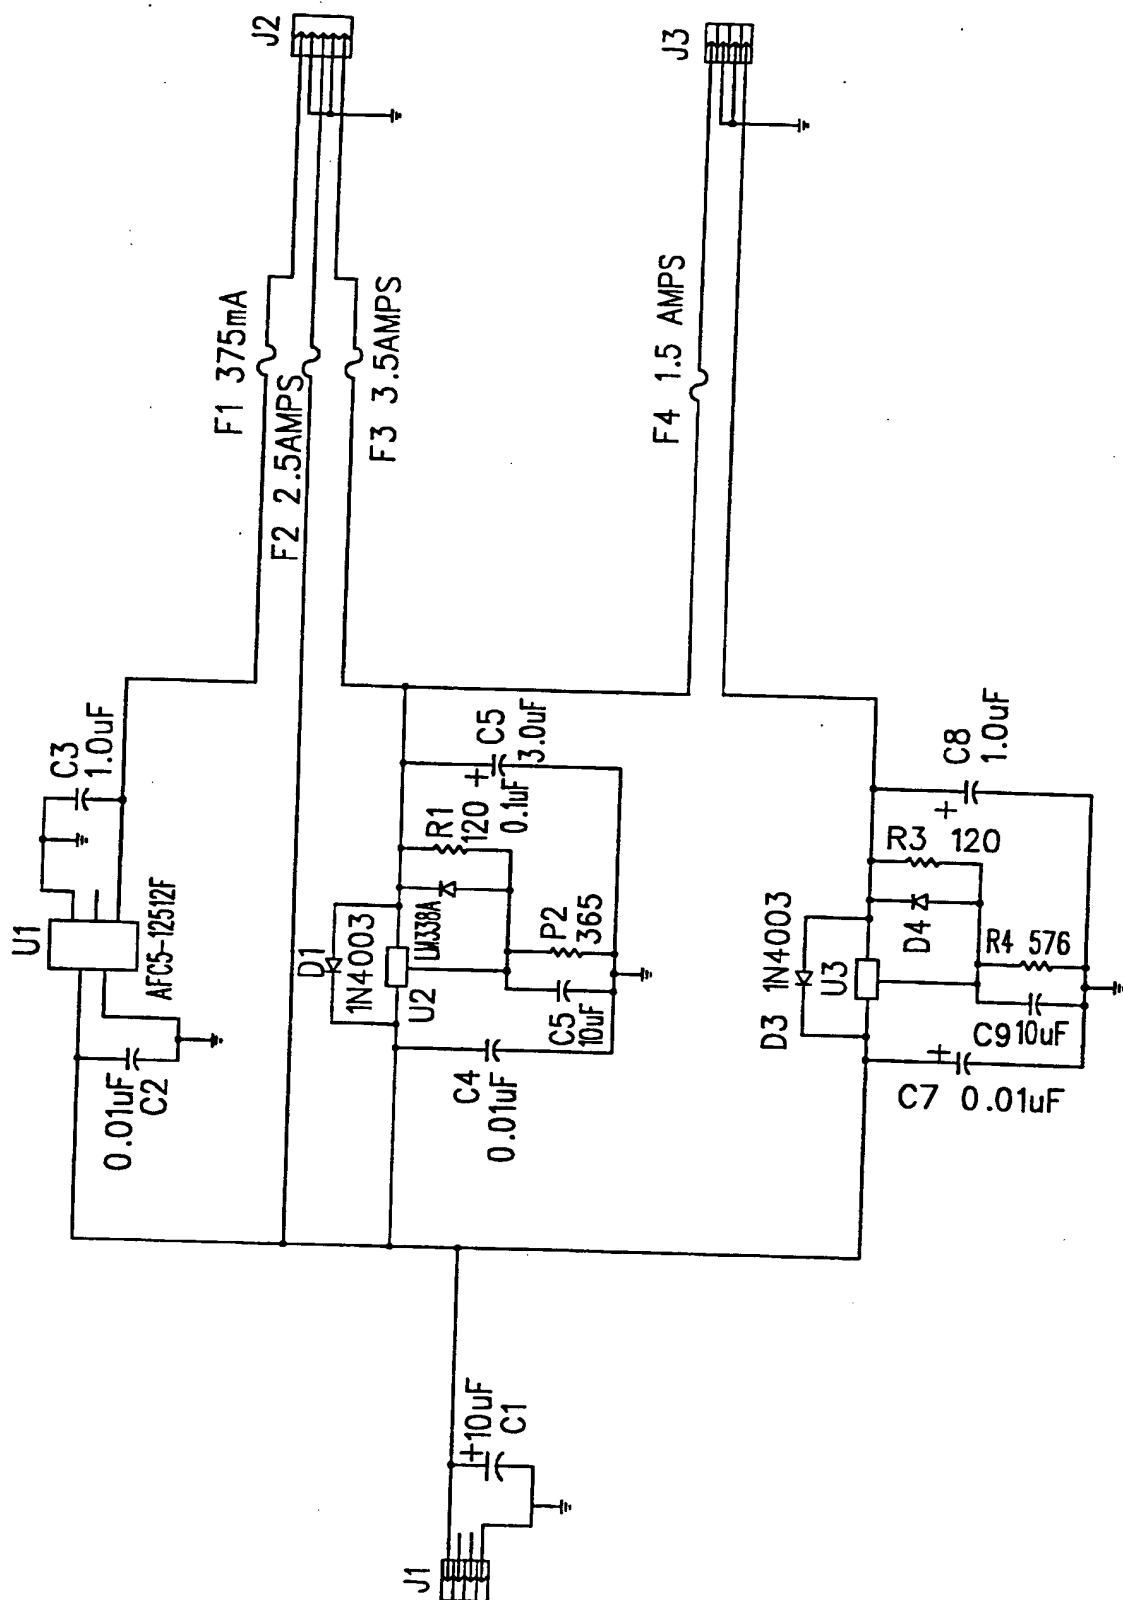 J1
+10uF
C1
0.01uF
C2
U1
AFC5-12512F
C3
1.0uF
F1 375mA
F2 2.5AMPS
F3 3.5AMPS
J2
D1
1N4003
U2
LM338A
C4
0.01uF
C5
10uF
P2
365
R1
120
0.1uF
+
C5
3.0uF
F4 1.5 AMPS
J3
D3 1N4003
U3
D4
R3 120
R4 576
C9 10uF
+
C7 0.01uF
+
C8
1.0uF